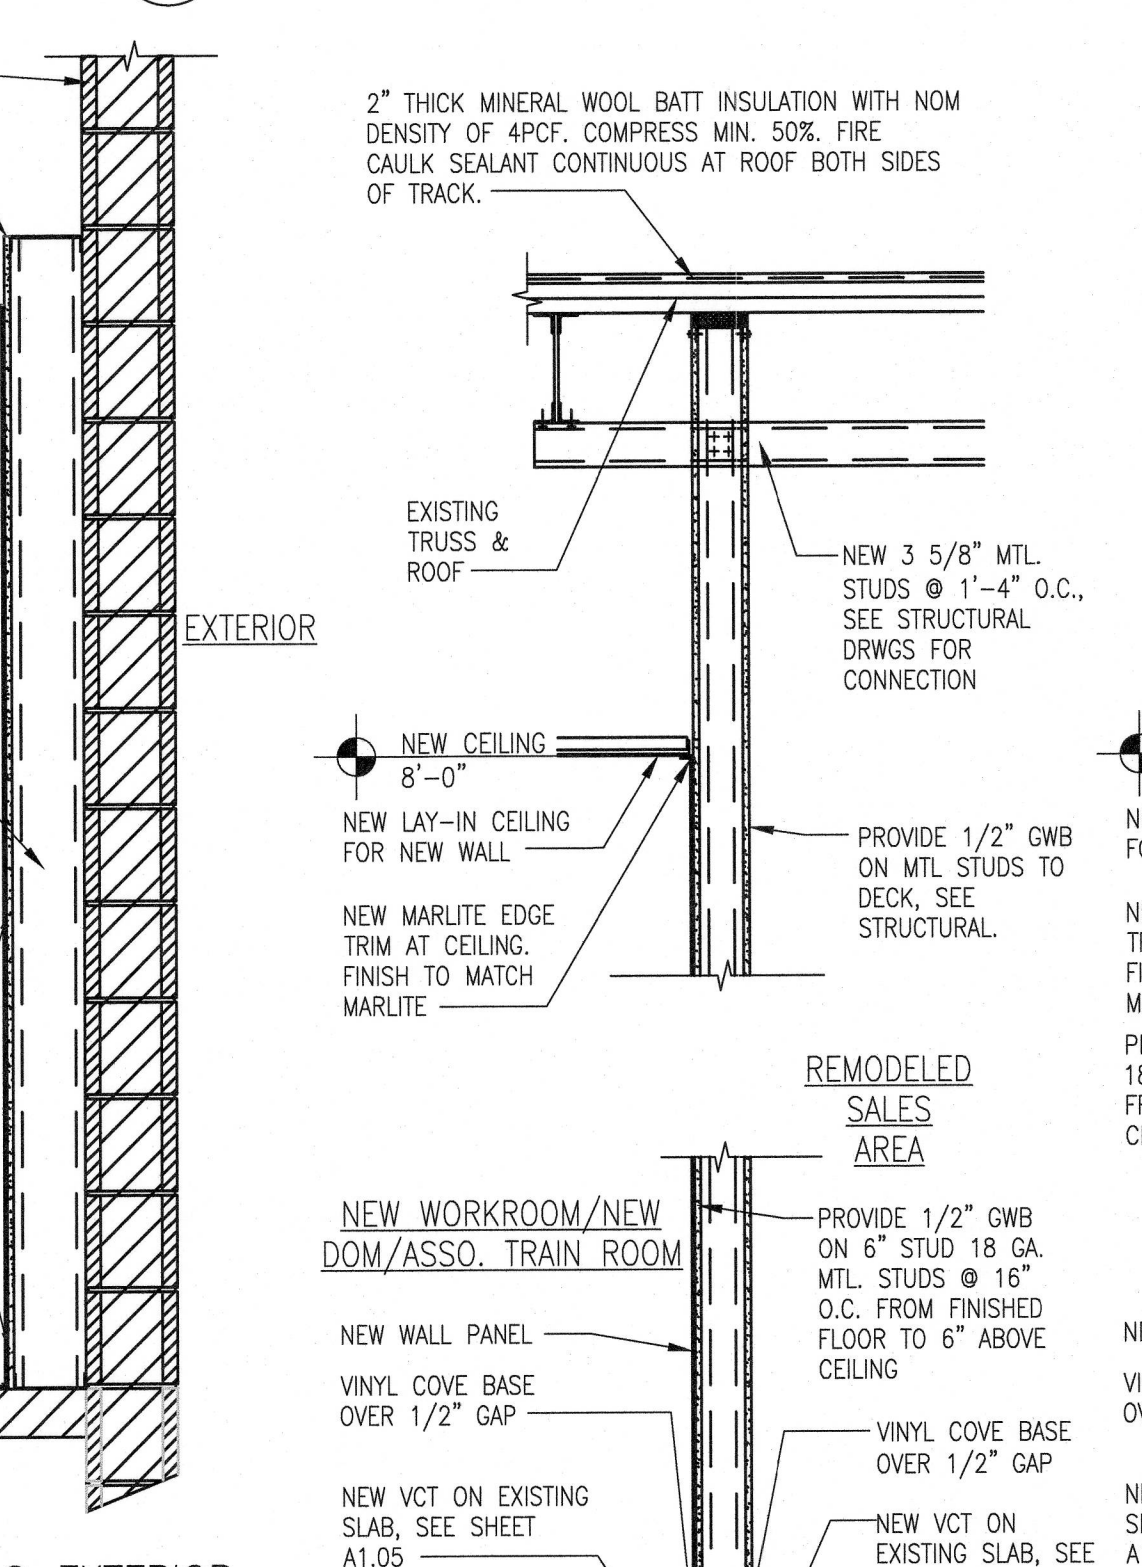 2" THICK MINERAL WOOL BATT INSULATION WITH NOM
DENSITY OF 4PCF. COMPRESS MIN. 50%. FIRE
CAULK SEALANT CONTINUOUS AT ROOF BOTH SIDES
OF TRACK.
EXISTING
TRUSS &
ROOF
NEW 3 5/8" MTL.
STUDS @ 1'-4" O.C.,
SEE STRUCTURAL
DRWGS FOR
CONNECTION
EXTERIOR
NEW CEILING
8'-0"
NEW LAY-IN CEILING
FOR NEW WALL
PROVIDE 1/2" GWB
ON MTL STUDS TO
DECK, SEE
STRUCTURAL.
NEW MARLITE EDGE
TRIM AT CEILING.
FINISH TO MATCH
MARLITE
REMODELED
SALES
AREA
NEW WORKROOM/NEW
DOM/ASSO. TRAIN ROOM
PROVIDE 1/2" GWB
ON 6" STUD 18 GA.
MTL. STUDS @ 16"
O.C. FROM FINISHED
FLOOR TO 6" ABOVE
CEILING
NEW WALL PANEL
VINYL COVE BASE
OVER 1/2" GAP
VINYL COVE BASE
OVER 1/2" GAP
NEW VCT ON EXISTING
SLAB, SEE SHEET
A1.05
NEW VCT ON
EXISTING SLAB, SEE